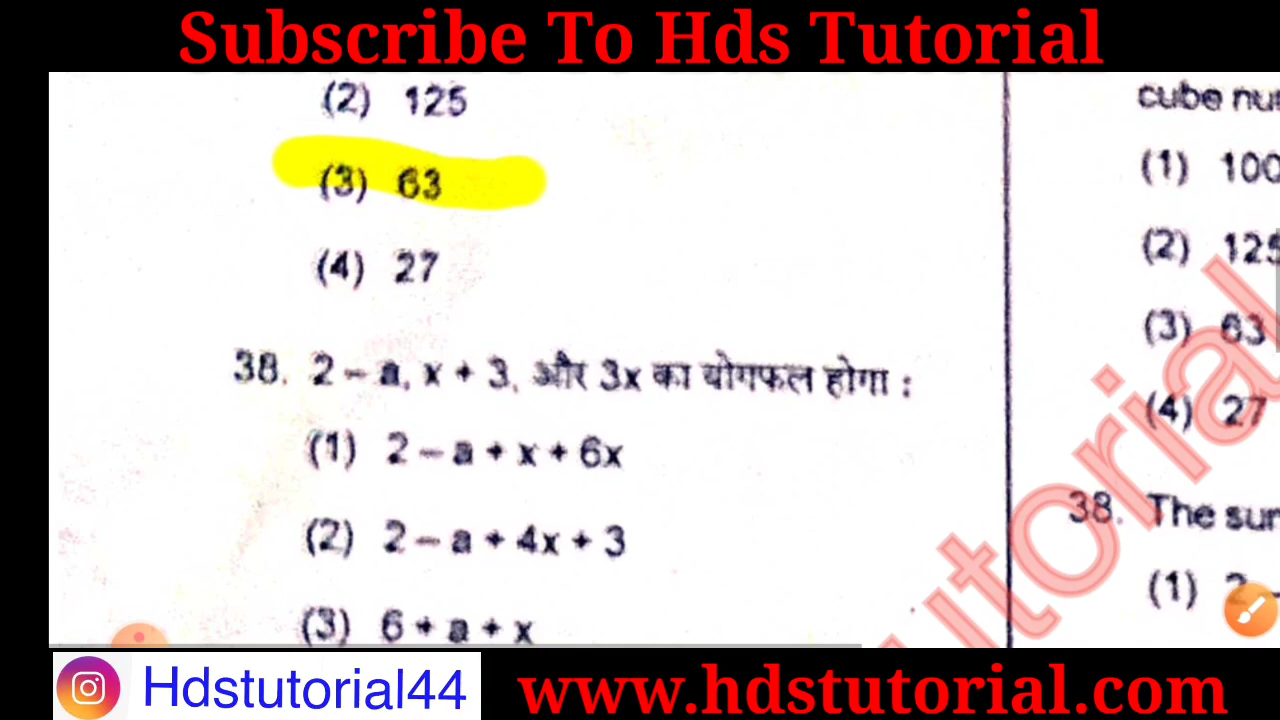 Subscribe To Hds Tutorial
(2) 125
(3) 63
(4) 27
38. 2 – a, x + 3, और 3x का योगफल होगा :
(1) 2 – a + x + 6x
(2) 2 – a + 4x + 3
(3) 6 + a + x
cube
(1) 100
(2) 125
(3) 63
(4) 27
38. The
(1) 2 –
utorial
Hdstutorial44
www.hdstutorial.com